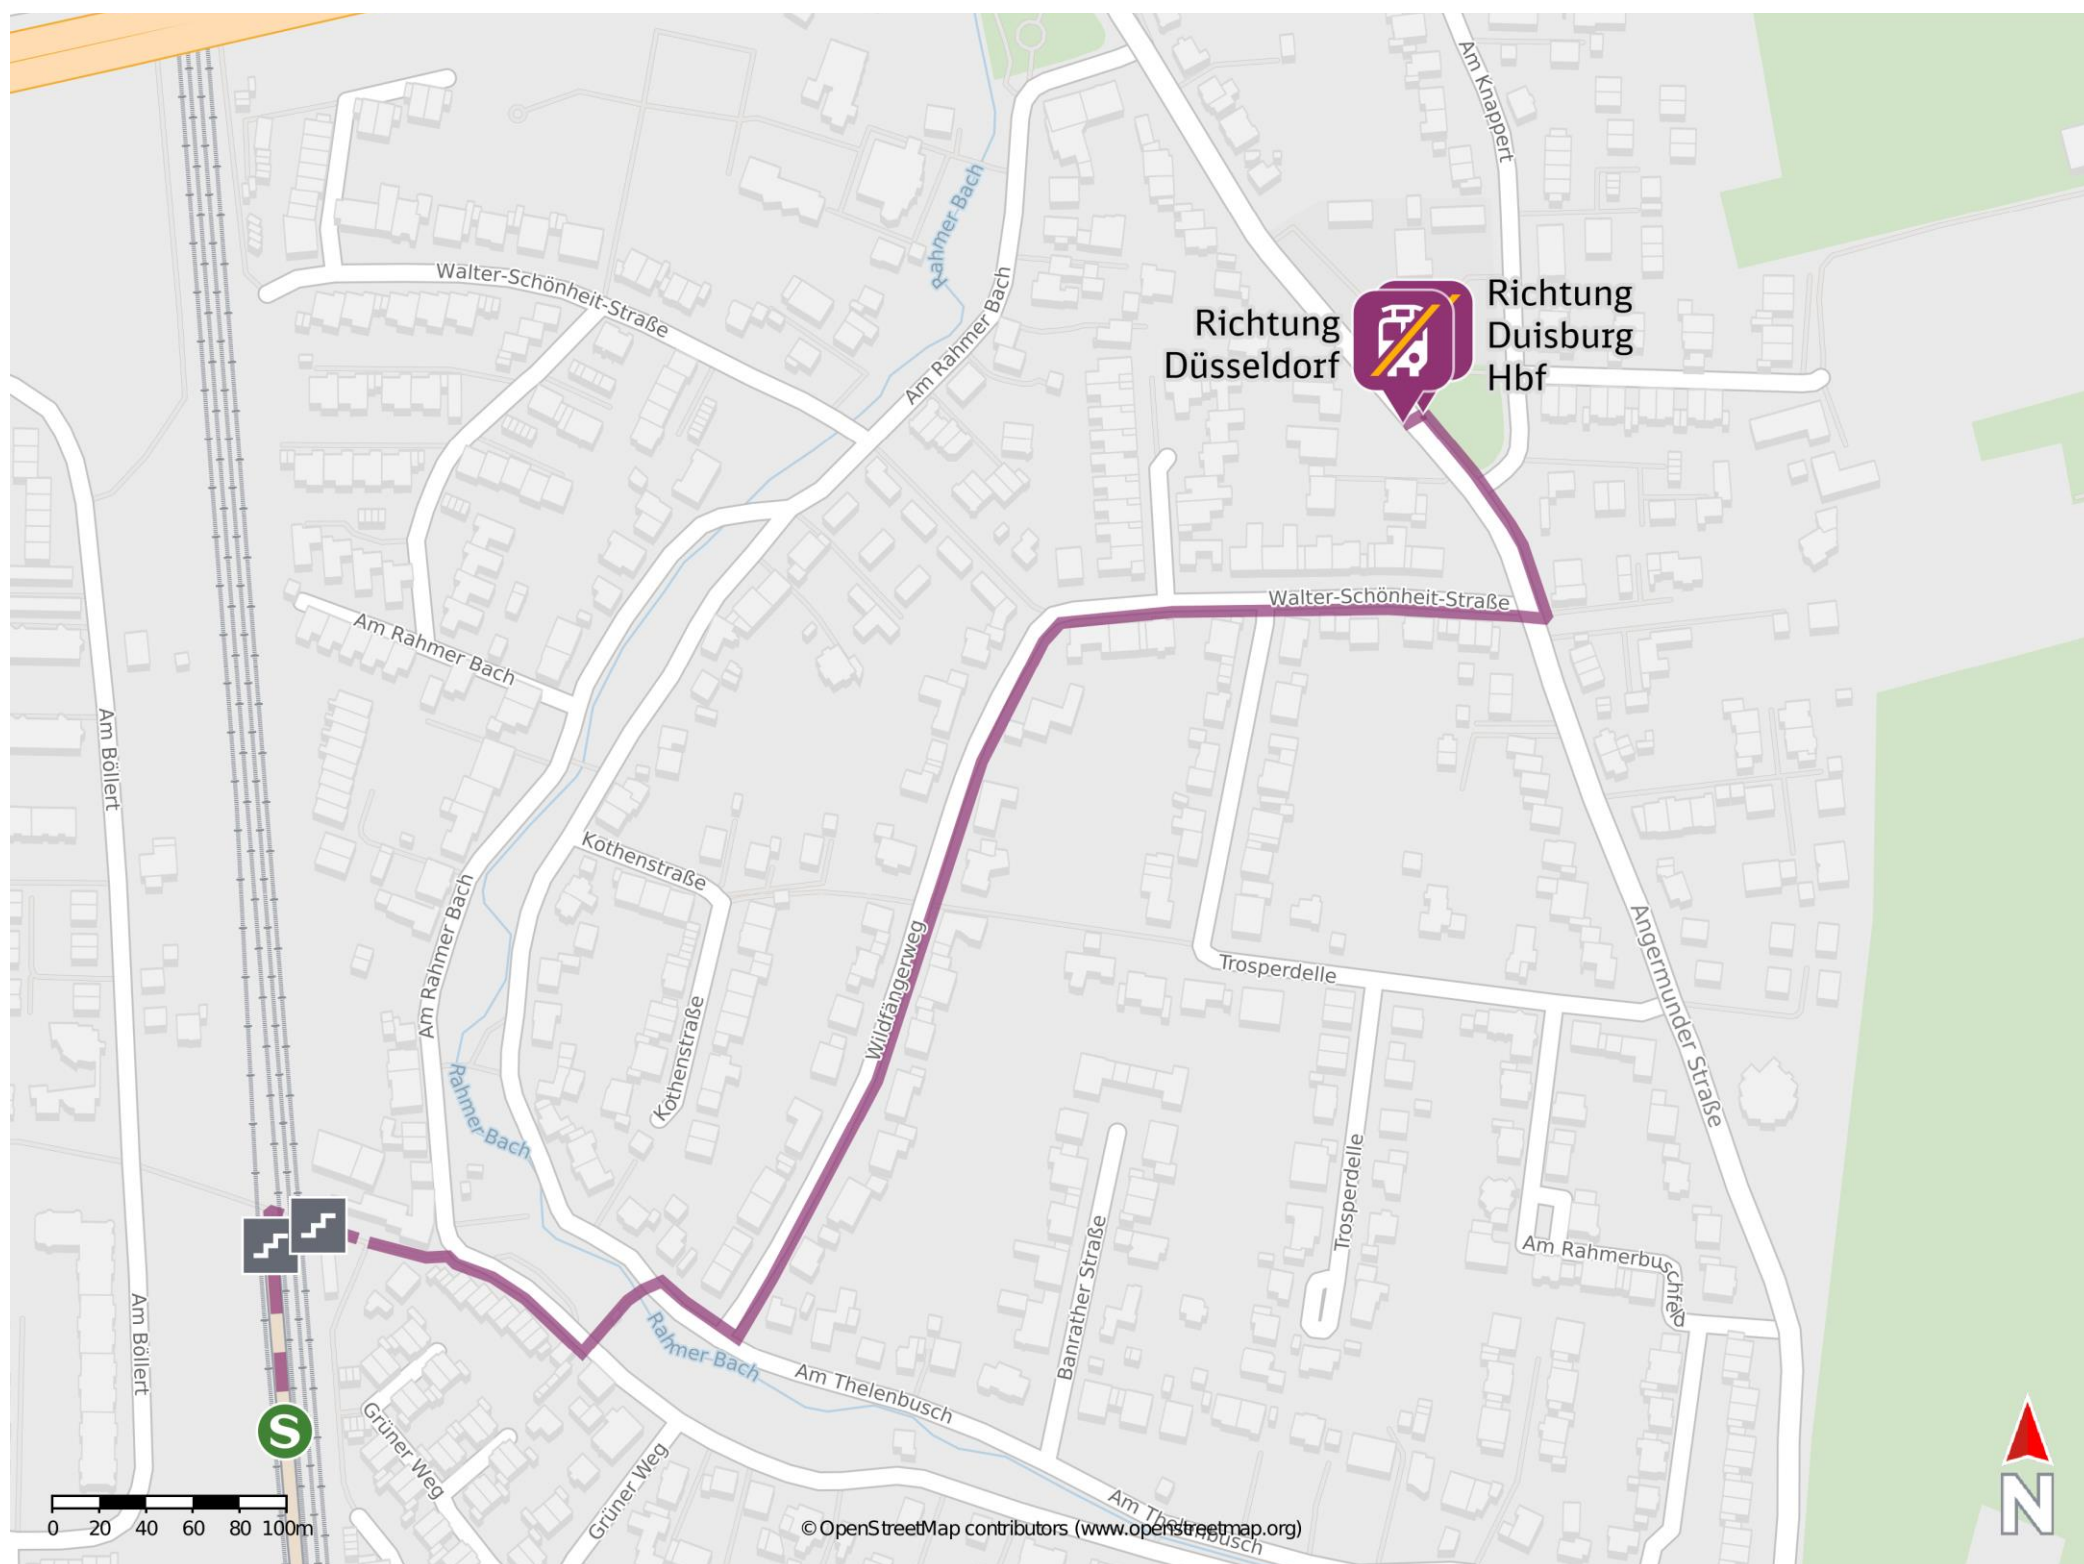 Am Knappert
Rahmer-Bach
Walter-Schönheit-Straße
Am Rahmer Bach
Richtung
Düsseldorf
Richtung
Duisburg
Hbf
Walter-Schönheit-Straße
Am Rahmer Bach
Am Böllert
Kothenstraße
Am Rahmer Bach
Wildfängerweg
Trosperdelle
Angermunder Straße
Kothenstraße
Rahmer-Bach
Trosperdelle
Banrather Straße
Am Rahmerbuschfeld
Am Böllert
Rahmer-Bach
Am Thelenbusch
Grüner Weg
S
Grüner Weg
Am Thelenbusch
N
0 20 40 60 80 100m
© OpenStreetMap contributors (www.openstreetmap.org)